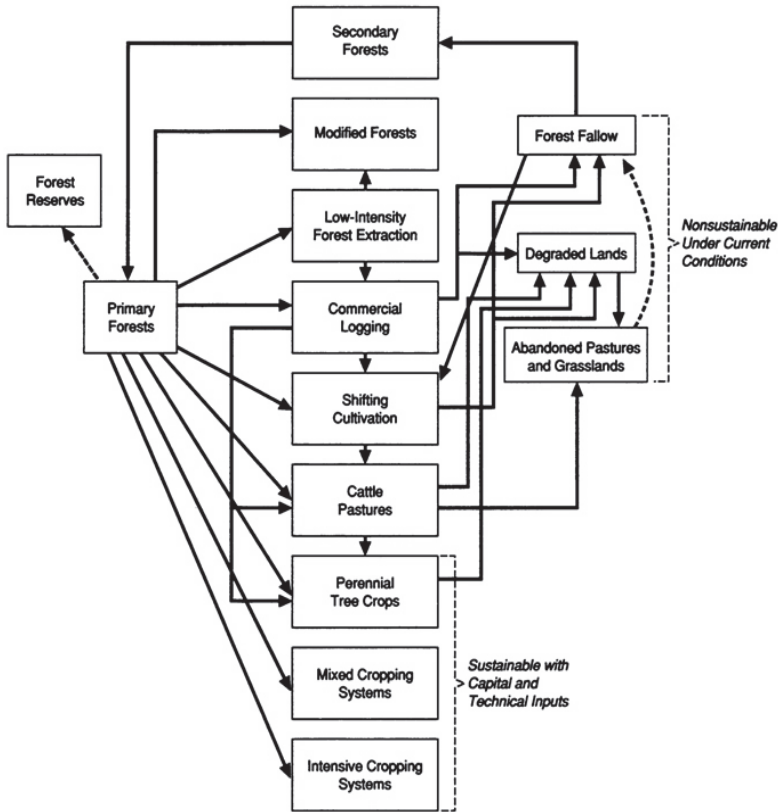 Secondary
Forests
Modified Forests
Forest Fallow
Forest
Reserves
Low-Intensity
Forest Extraction
Nonsustainable
Under Current
Conditions
Degraded Lands
Primary
Forests
Commercial
Logging
Abandoned Pastures
and Grasslands
Shifting
Cultivation
Cattle
Pastures
Perennial
Tree Crops
Sustainable with
Capital and
Technical Inputs
Mixed Cropping
Systems
Intensive Cropping
Systems